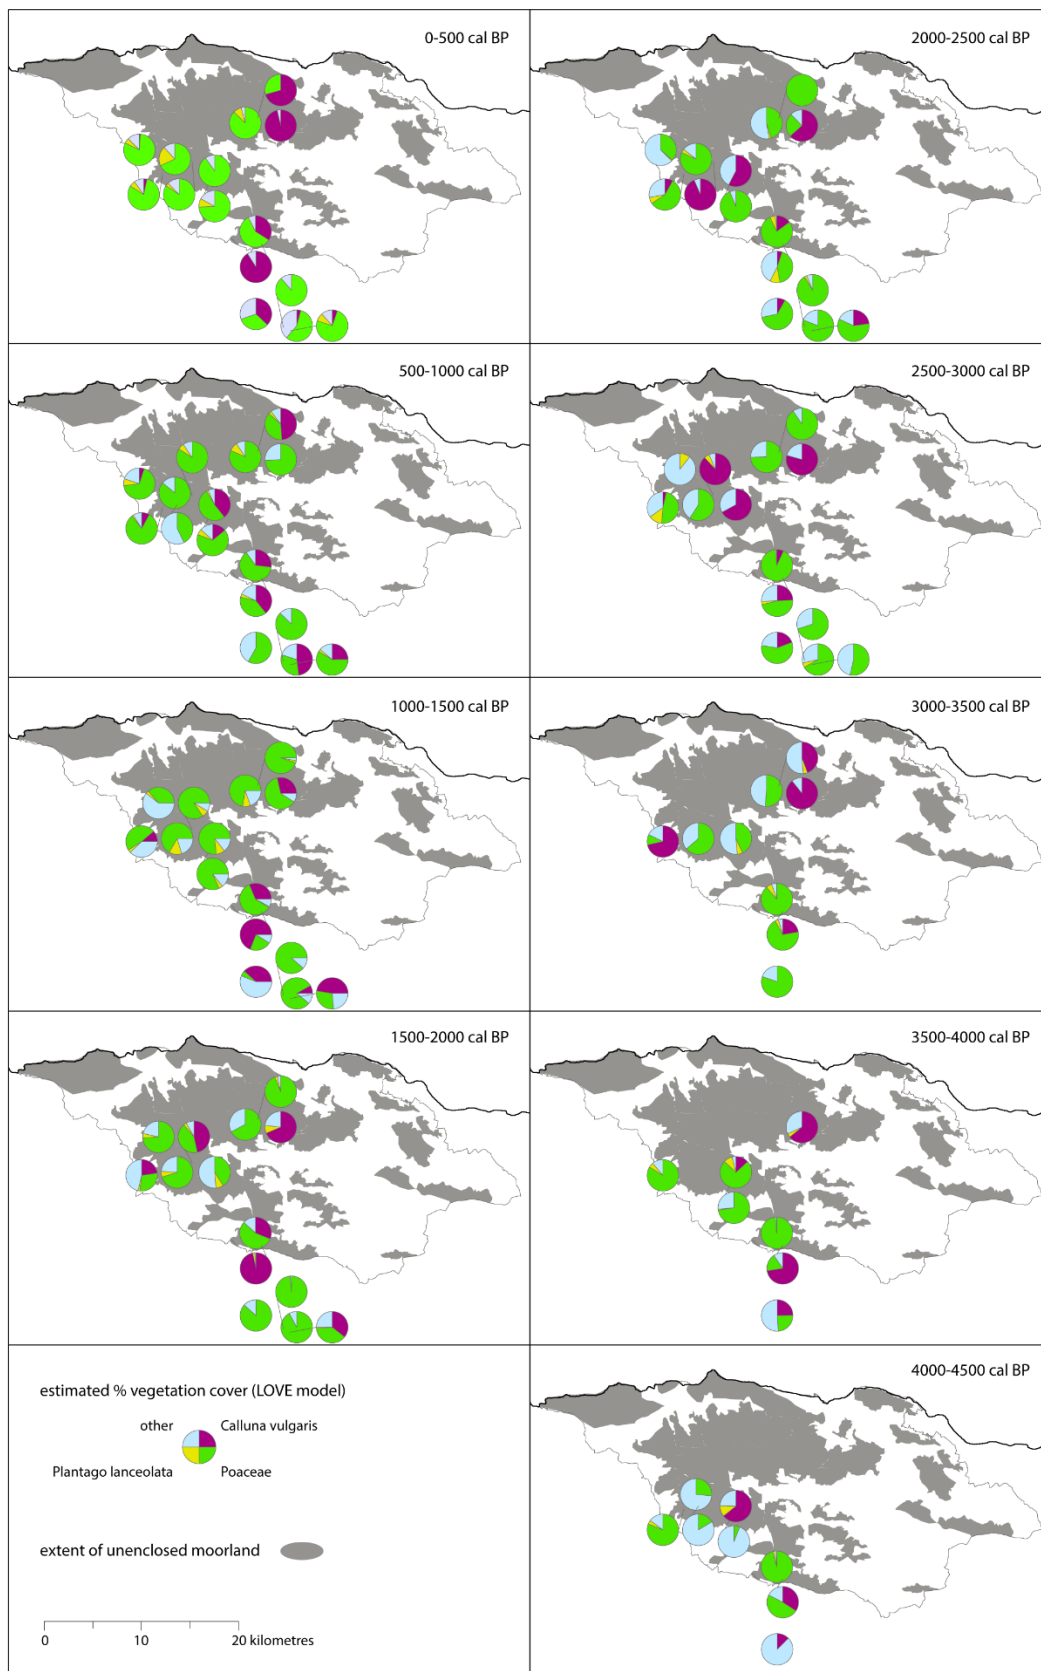 0-500 cal BP
2000-2500 cal BP
500-1000 cal BP
2500-3000 cal BP
1000-1500 cal BP
3000-3500 cal BP
1500-2000 cal BP
3500-4000 cal BP
4000-4500 cal BP
estimated % vegetation cover (LOVE model)
other Calluna vulgaris
Plantago lanceolata Poaceae
extent of unenclosed moorland
0 10 20 kilometres